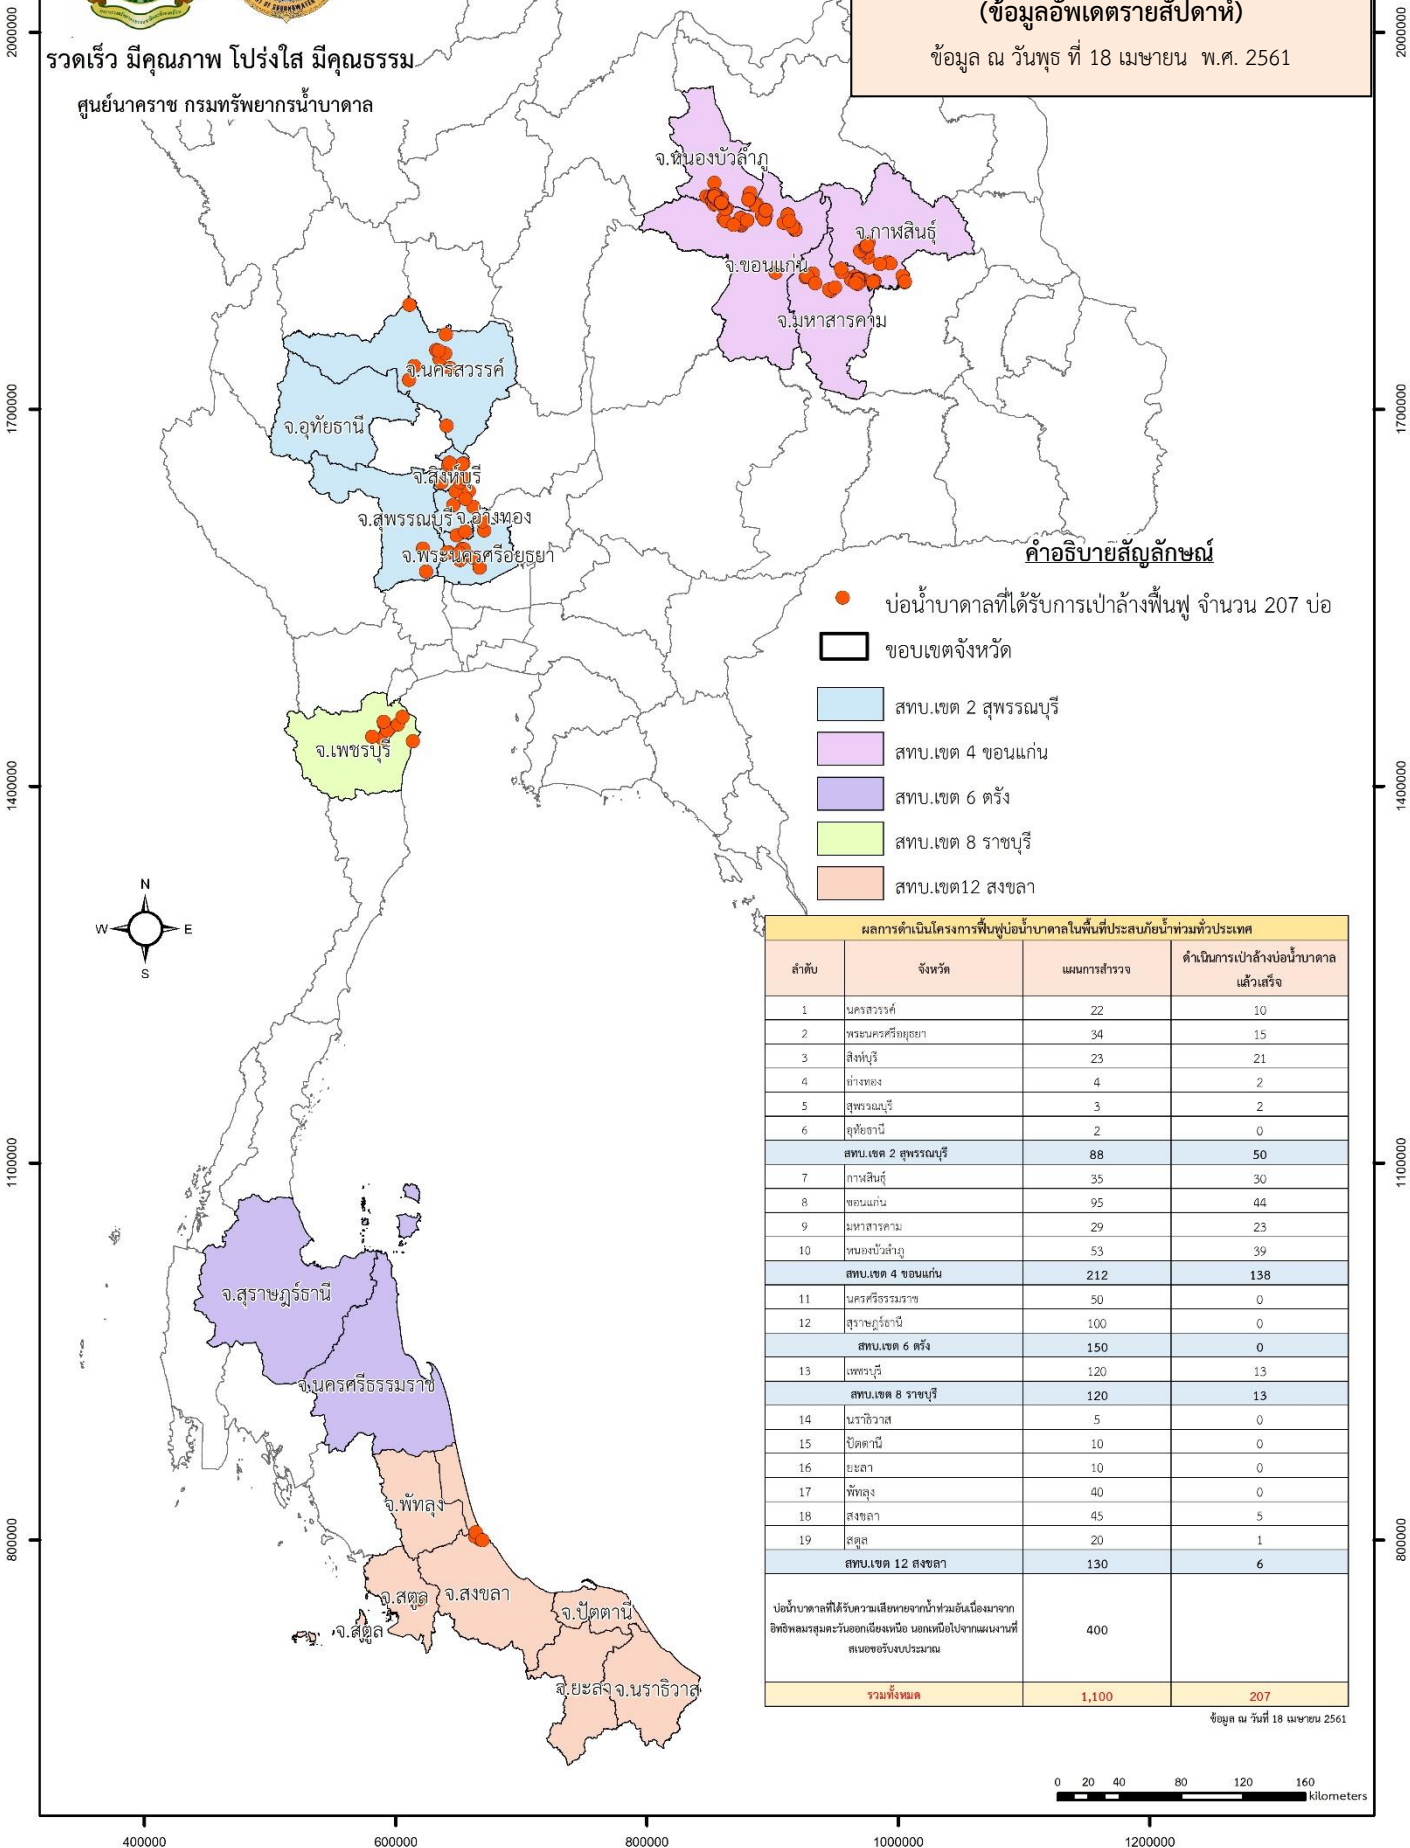 (ข้อมูลอัพเดตรายสัปดาห์)
ข้อมูล ณ วันพุธ ที่ 18 เมษายน พ.ศ. 2561
รวดเร็ว มีคุณภาพ โปร่งใส มีคุณธรรม
ศูนย์นาคราช กรมทรัพยากรน้ำบาดาล
2000000
2000000
จ.หนองบัวลำภู
จ.กาฬสินธุ์
จ.ขอนแก่น
จ.มหาสารคาม
จ.นครสวรรค์
1700000
1700000
จ.อุทัยธานี
จ.สิงห์บุรี
จ.สุพรรณบุรี จ.อ่างทอง
จ.พระนครศรีอยุธยา
คำอธิบายสัญลักษณ์
บ่อน้ำบาดาลที่ได้รับการเป่าล้างฟื้นฟู จำนวน 207 บ่อ
ขอบเขตจังหวัด
สทบ.เขต 2 สุพรรณบุรี
สทบ.เขต 4 ขอนแก่น
สทบ.เขต 6 ตรัง
สทบ.เขต 8 ราชบุรี
สทบ.เขต12 สงขลา
จ.เพชรบุรี
1400000
1400000
N
W E
S
ผลการดำเนินโครงการฟื้นฟูบ่อน้ำบาดาลในพื้นที่ประสบภัยน้ำท่วมทั่วประเทศ
ลำดับ จังหวัด แผนการสำรวจ ดำเนินการเป่าล้างบ่อน้ำบาดาล
แล้วเสร็จ
1 นครสวรรค์ 22 10
2 พระนครศรีอยุธยา 34 15
3 สิงห์บุรี 23 21
4 อ่างทอง 4 2
5 สุพรรณบุรี 3 2
6 อุทัยธานี 2 0
สทบ.เขต 2 สุพรรณบุรี 88 50
7 กาฬสินธุ์ 35 30
8 ขอนแก่น 95 44
9 มหาสารคาม 29 23
10 หนองบัวลำภู 53 39
สทบ.เขต 4 ขอนแก่น 212 138
11 นครศรีธรรมราช 50 0
12 สุราษฎร์ธานี 100 0
สทบ.เขต 6 ตรัง 150 0
13 เพชรบุรี 120 13
สทบ.เขต 8 ราชบุรี 120 13
14 นราธิวาส 5 0
15 ปัตตานี 10 0
16 ยะลา 10 0
17 พัทลุง 40 0
18 สงขลา 45 5
19 สตูล 20 1
สทบ.เขต 12 สงขลา 130 6
บ่อน้ำบาดาลที่ได้รับความเสียหายจากน้ำท่วมอันเนื่องมาจาก
อิทธิพลมรสุมตะวันออกเฉียงเหนือ นอกเหนือไปจากแผนงานที่
เสนอขอรับงบประมาณ 400
รวมทั้งหมด 1,100 207
ข้อมูล ณ วันที่ 18 เมษายน 2561
1100000
1100000
จ.สุราษฎร์ธานี
จ.นครศรีธรรมราช
จ.พัทลุง
800000
800000
จ.สตูล
จ.สงขลา
จ.ปัตตานี
จ.สตูล
จ.ยะลา จ.นราธิวาส
0 20 40 80 120 160
kilometers
400000 600000 800000 1000000 1200000